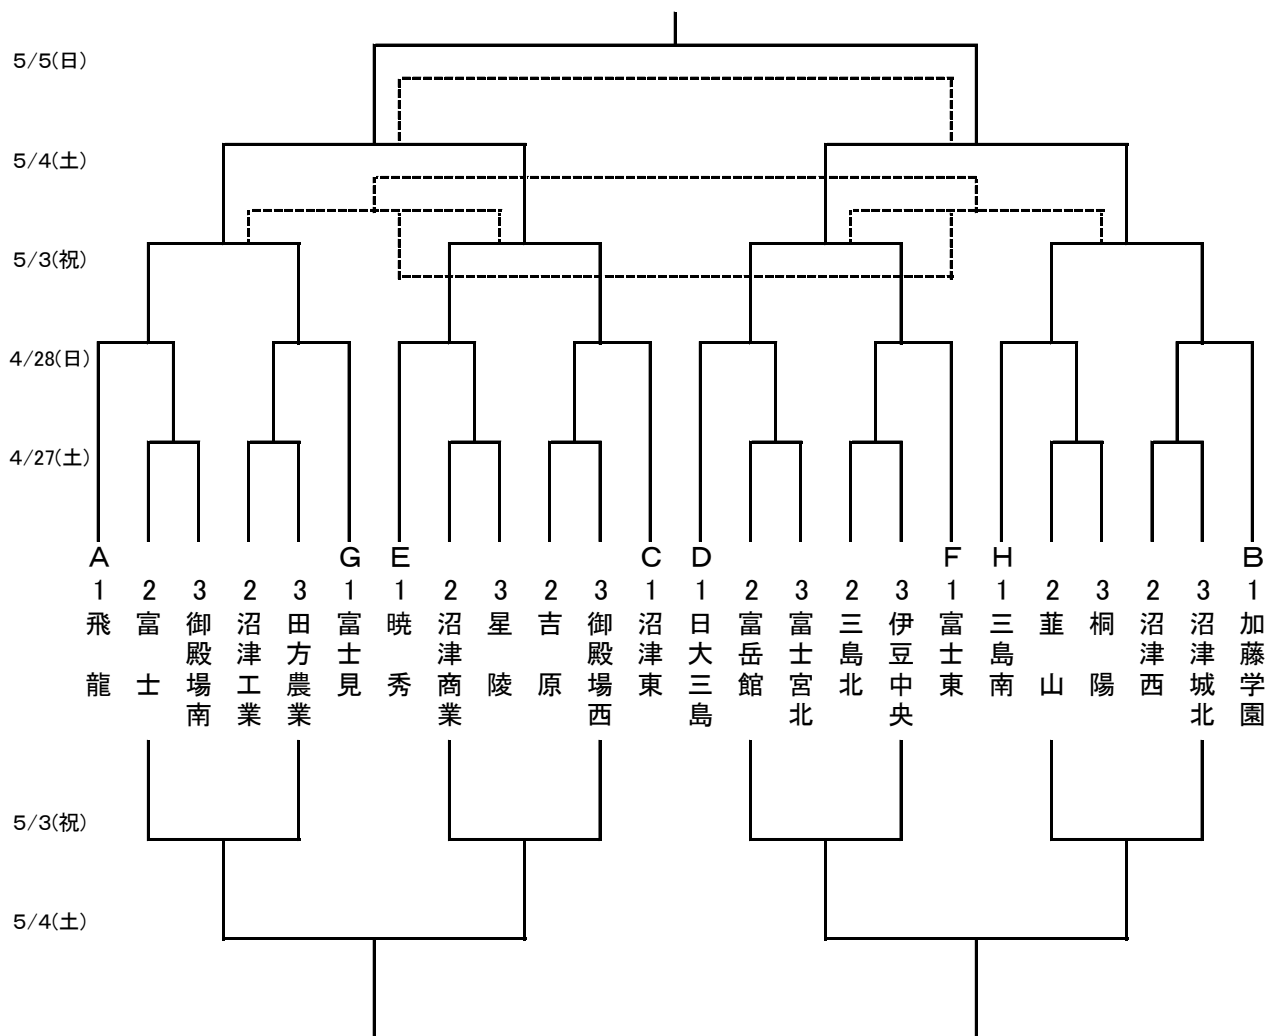 5/5(日)
5/4(土)
5/3(祝)
4/28(日)
4/27(土)
A G E C D F H B
1 2 3 2 3 1 1 2 3 2 3 1 1 2 3 2 3 1 1 2 3 2 3 1
飛龍
富士
御殿場南
沼津工業
田方農業
富士見
暁秀
沼津商業
星陵
吉原
御殿場西
沼津東
日大三島
富岳館
富士宮北
三島北
伊豆中央
富士東
三島南
韮山
桐陽
沼津西
沼津城北
加藤学園
5/3(祝)
5/4(土)